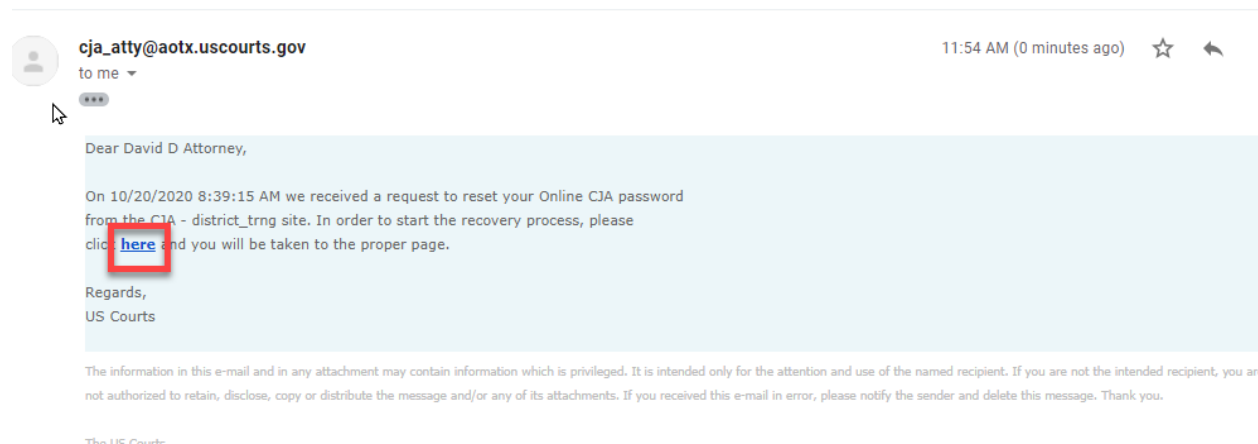 cja_atty@aotx.uscourts.gov
11:54 AM (0 minutes ago)
to me
Dear David D Attorney,
On 10/20/2020 8:39:15 AM we received a request to reset your Online CJA password
from the CJA - district_trng site. In order to start the recovery process, please
click here and you will be taken to the proper page.
Regards,
US Courts
The information in this e-mail and in any attachment may contain information which is privileged. It is intended only for the attention and use of the named recipient. If you are not the intended recipient, you ar
not authorized to retain, disclose, copy or distribute the message and/or any of its attachments. If you received this e-mail in error, please notify the sender and delete this message. Thank you.
The US Courts